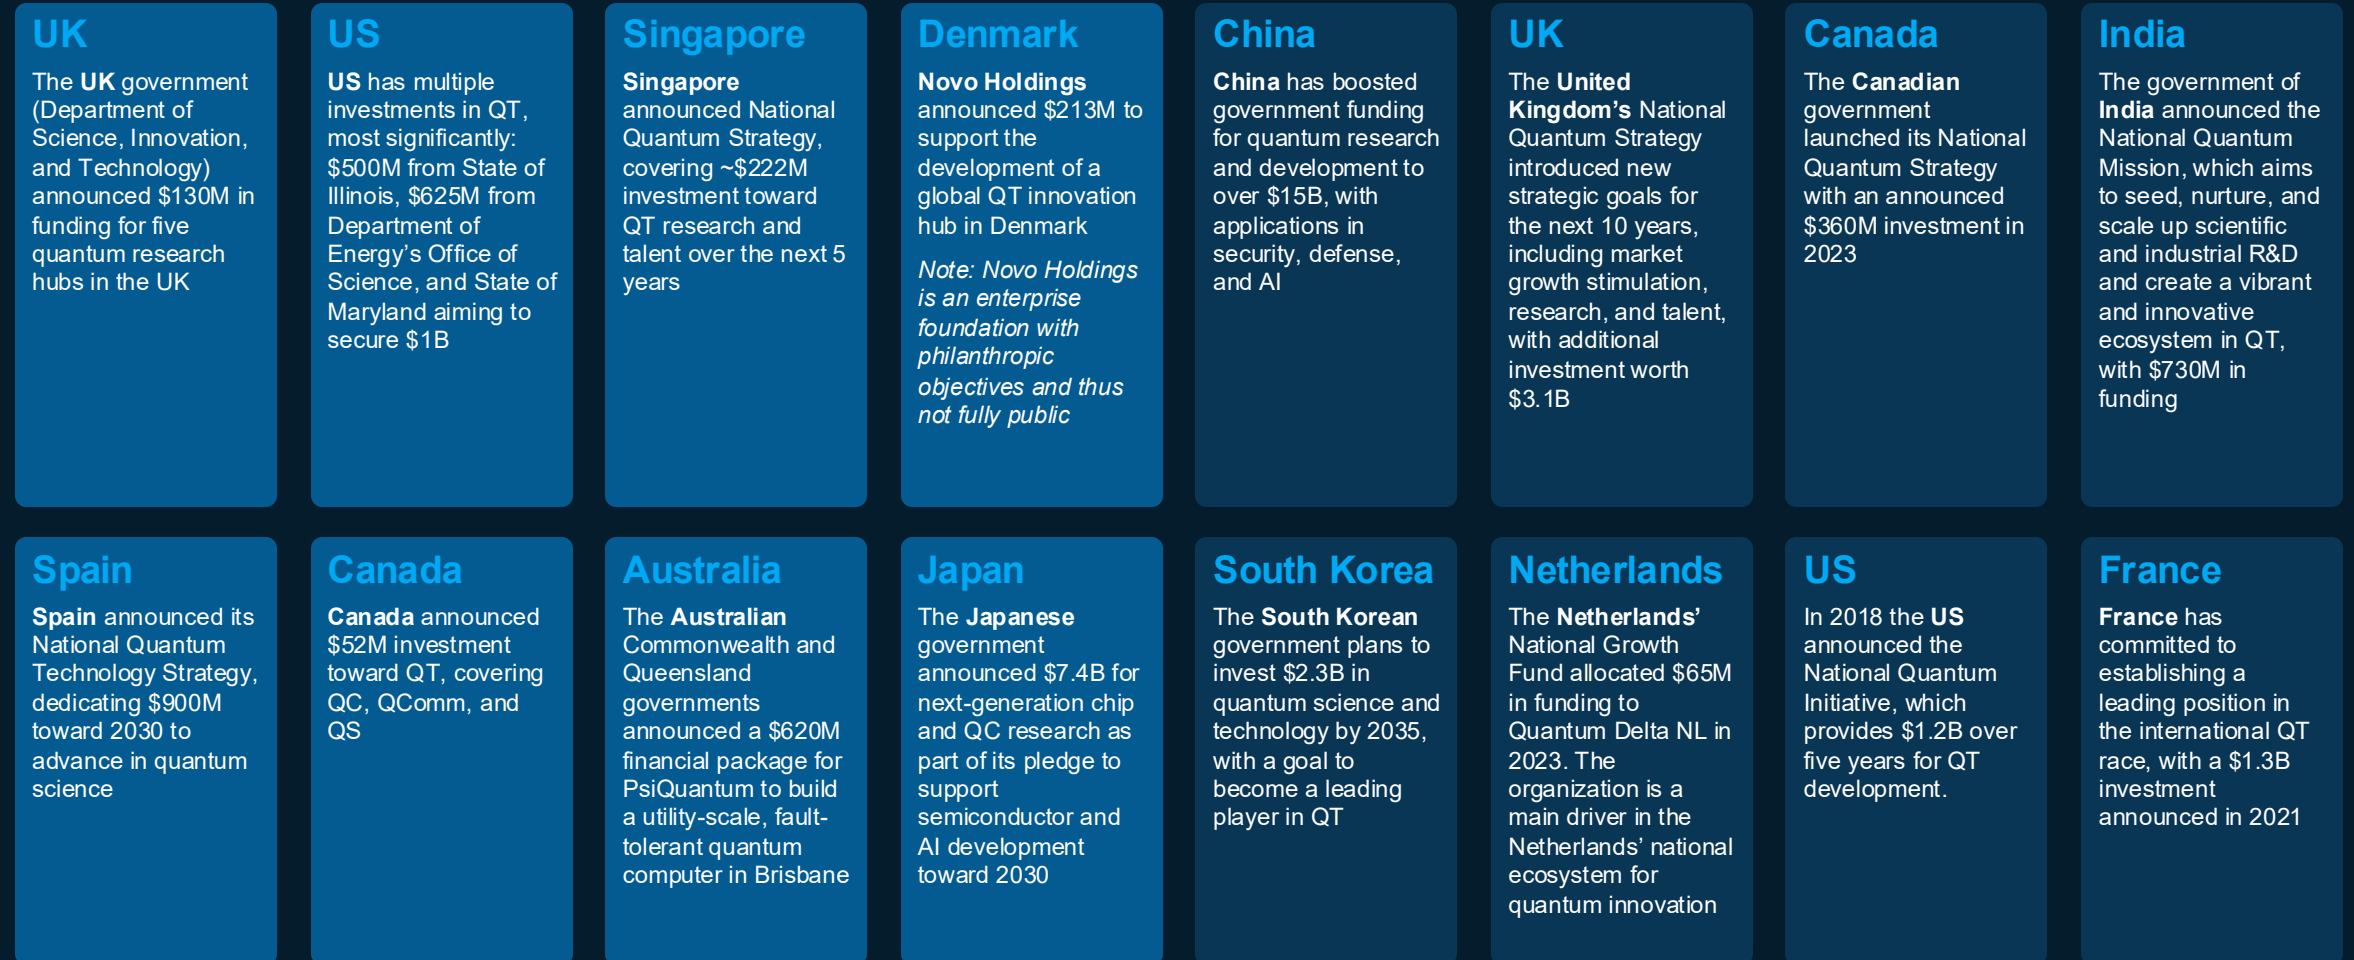 UK
The UK government
(Department of
Science, Innovation,
and Technology)
announced $130M in
funding for five
quantum research
hubs in the UK
US
US has multiple
investments in QT,
most significantly:
$500M from State of
Illinois, $625M from
Department of
Energy’s Office of
Science, and State of
Maryland aiming to
secure $1B
Singapore
Singapore
announced National
Quantum Strategy,
covering ~$222M
investment toward
QT research and
talent over the next 5
years
Denmark
Novo Holdings
announced $213M to
support the
development of a
global QT innovation
hub in Denmark
Note: Novo Holdings
is an enterprise
foundation with
philanthropic
objectives and thus
not fully public
China
China has boosted
government funding
for quantum research
and development to
over $15B, with
applications in
security, defense,
and AI
UK
The United
Kingdom’s National
Quantum Strategy
introduced new
strategic goals for
the next 10 years,
including market
growth stimulation,
research, and talent,
with additional
investment worth
$3.1B
Canada
The Canadian
government
launched its National
Quantum Strategy
with an announced
$360M investment in
2023
India
The government of
India announced the
National Quantum
Mission, which aims
to seed, nurture, and
scale up scientific
and industrial R&D
and create a vibrant
and innovative
ecosystem in QT,
with $730M in
funding
Spain
Spain announced its
National Quantum
Technology Strategy,
dedicating $900M
toward 2030 to
advance in quantum
science
Canada
Canada announced
$52M investment
toward QT, covering
QC, QComm, and
QS
Australia
The Australian
Commonwealth and
Queensland
governments
announced a $620M
financial package for
PsiQuantum to build
a utility-scale, fault-
tolerant quantum
computer in Brisbane
Japan
The Japanese
government
announced $7.4B for
next-generation chip
and QC research as
part of its pledge to
support
semiconductor and
AI development
toward 2030
South Korea
The South Korean
government plans to
invest $2.3B in
quantum science and
technology by 2035,
with a goal to
become a leading
player in QT
Netherlands
The Netherlands’
National Growth
Fund allocated $65M
in funding to
Quantum Delta NL in
2023. The
organization is a
main driver in the
Netherlands’ national
ecosystem for
quantum innovation
US
In 2018 the US
announced the
National Quantum
Initiative, which
provides $1.2B over
five years for QT
development.
France
France has
committed to
establishing a
leading position in
the international QT
race, with a $1.3B
investment
announced in 2021